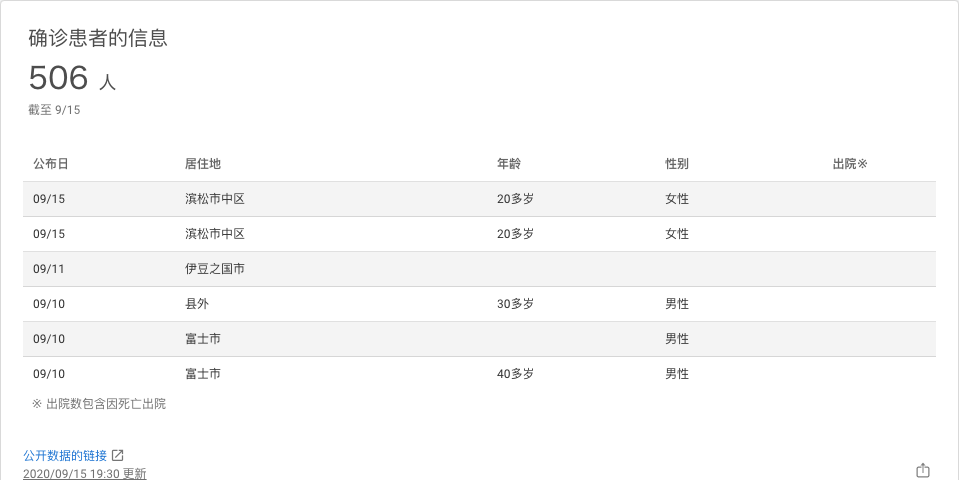 确诊患者的信息
506 人
截至 9/15
公布日 居住地 年龄 性别 出院※
09/15 滨松市中区 20多岁 女性
09/15 滨松市中区 20多岁 女性
09/11 伊豆之国市
09/10 县外 30多岁 男性
09/10 富士市 男性
09/10 富士市 40多岁 男性
※ 出院数包含因死亡出院
公开数据的链接
2020/09/15 19:30 更新